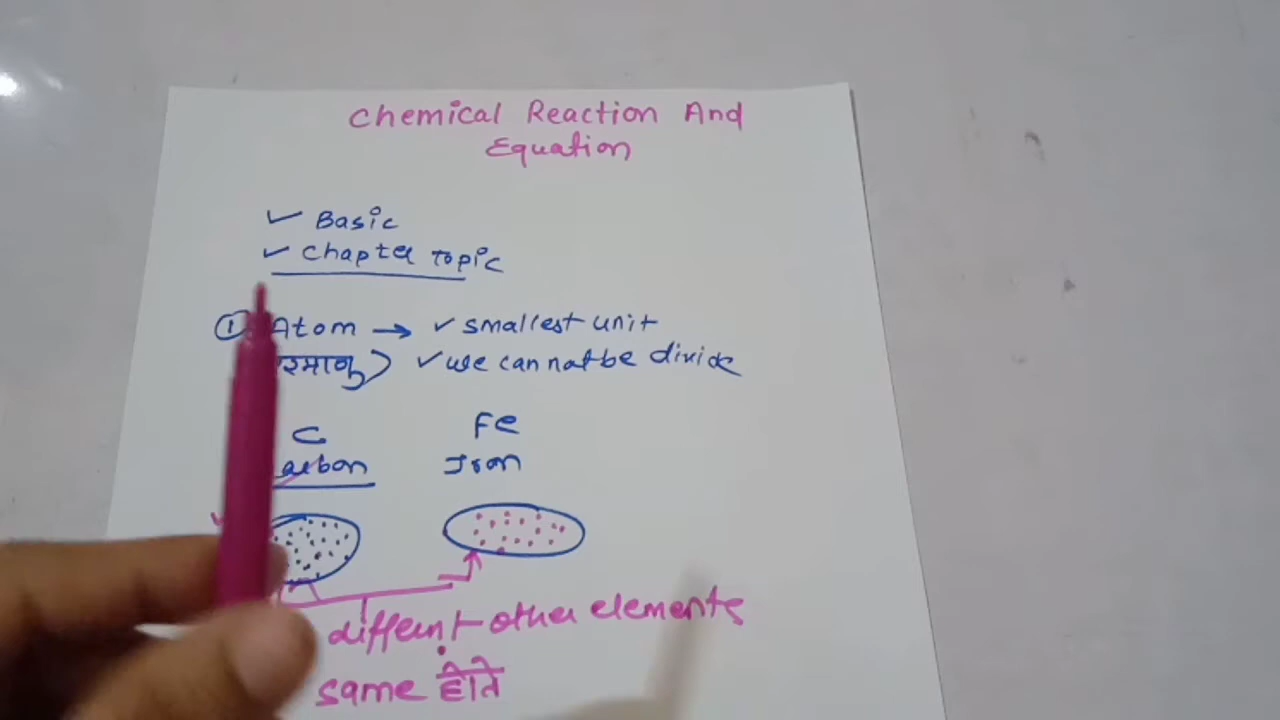 Chemical Reaction And
Equation
✓ Basic
✓ Chapter Topic
① Atom → ✓ smallest unit
✓ we can not be divide
C Fe
Iron
other elements
same होते